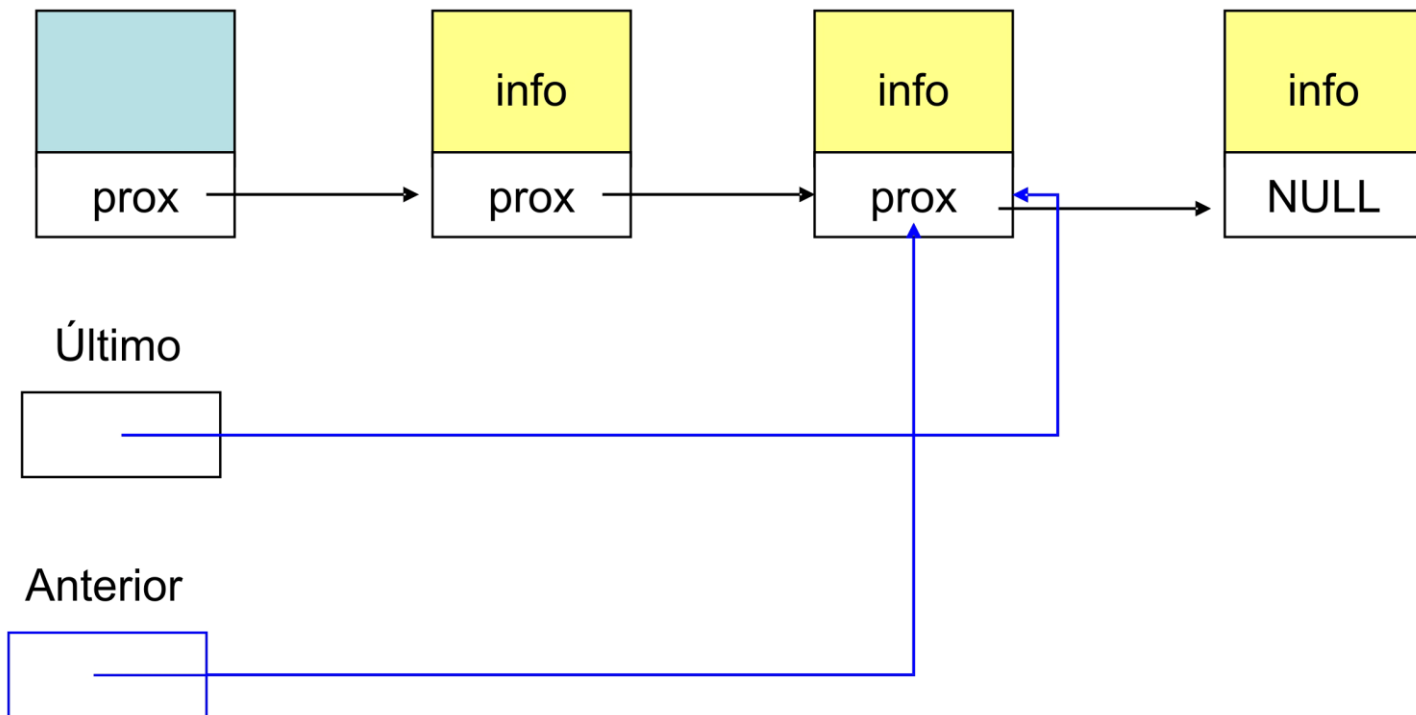 info
info
info
prox
prox
prox
NULL
Último
Anterior